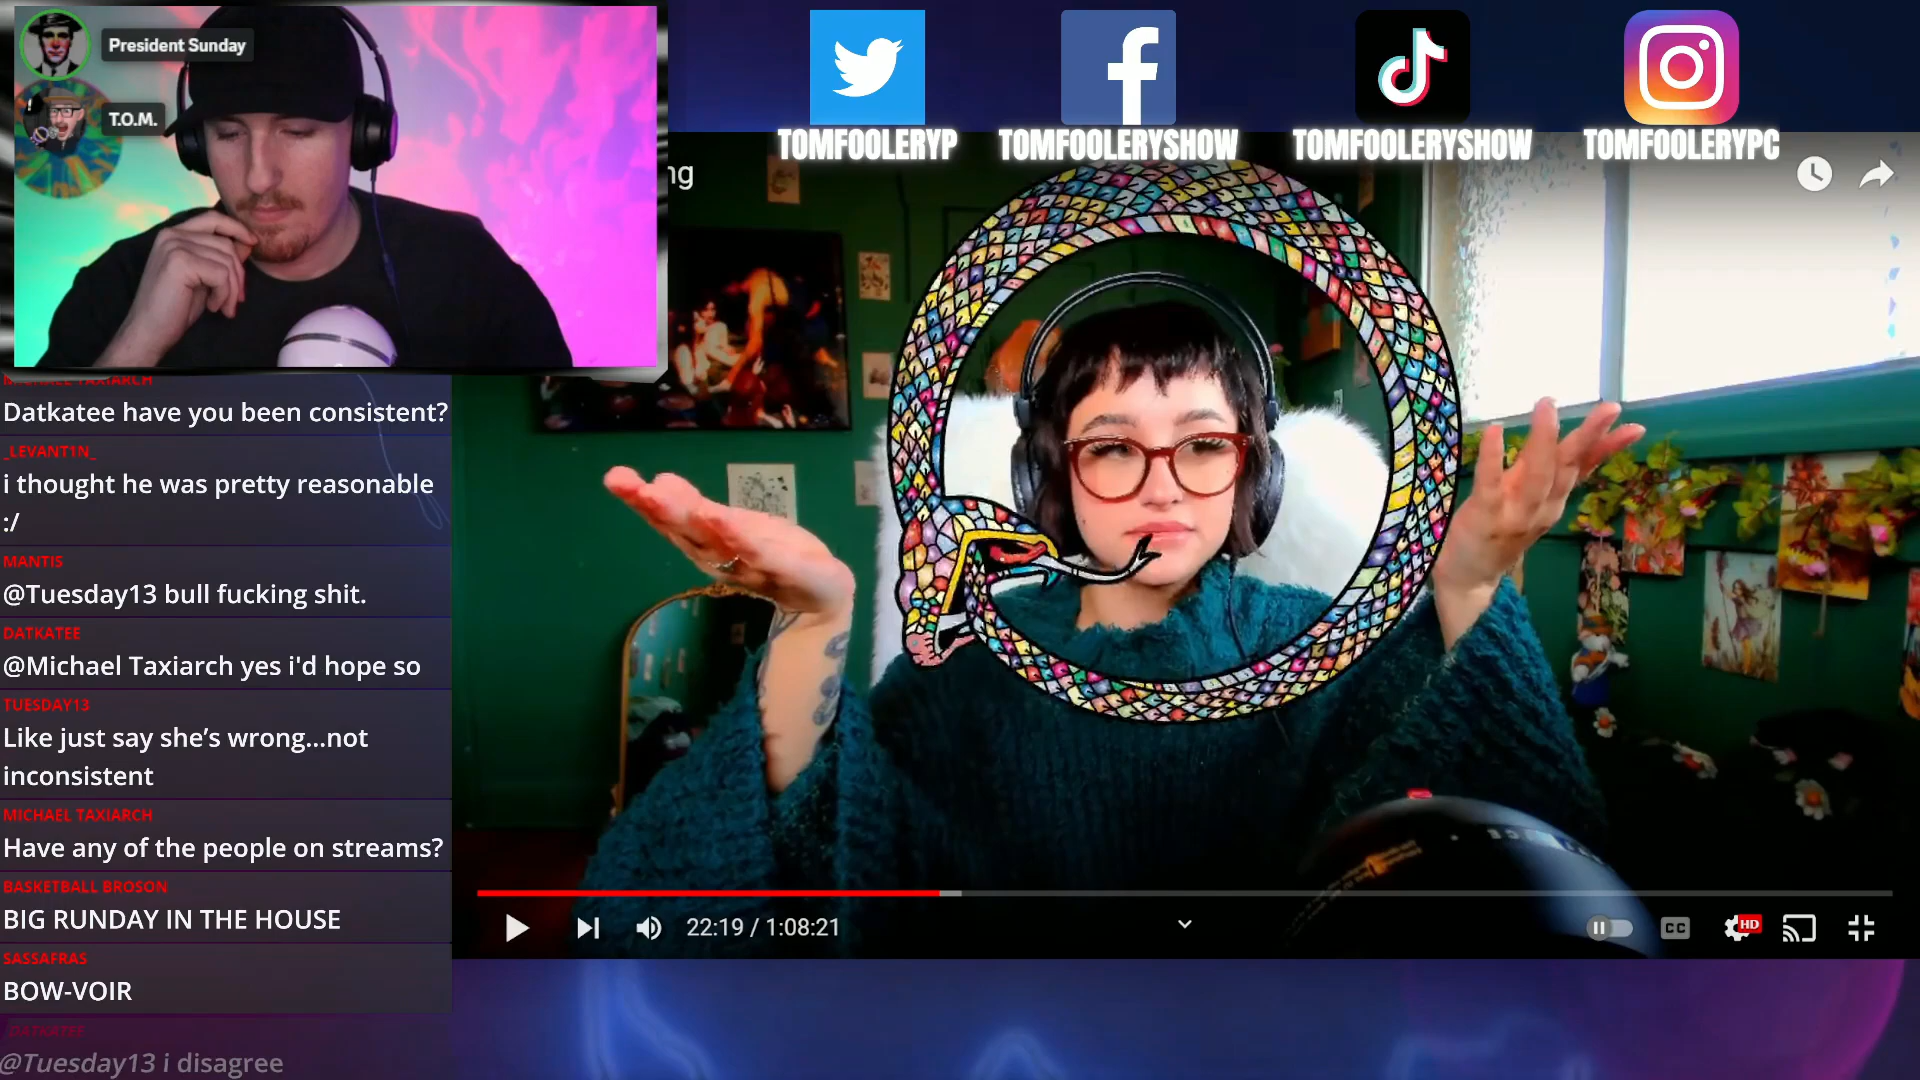 President Sunday
T.O.M.
TOMFOOLERYP
TOMFOOLERYSHOW
TOMFOOLERYSHOW
TOMFOOLERYPC
ng
MICHAEL TAXIARCH
Datkatee have you been consistent?
_LEVANT1N_
i thought he was pretty reasonable
:/
MANTIS
@Tuesday13 bull fucking shit.
DATKATEE
@Michael Taxiarch yes i'd hope so
TUESDAY13
Like just say she's wrong...not
inconsistent
MICHAEL TAXIARCH
Have any of the people on streams?
BASKETBALL BROSON
BIG RUNDAY IN THE HOUSE
SASSAFRAS
BOW-VOIR
DATKATEE
@Tuesday13 i disagree
22:19 / 1:08:21
CC
HD